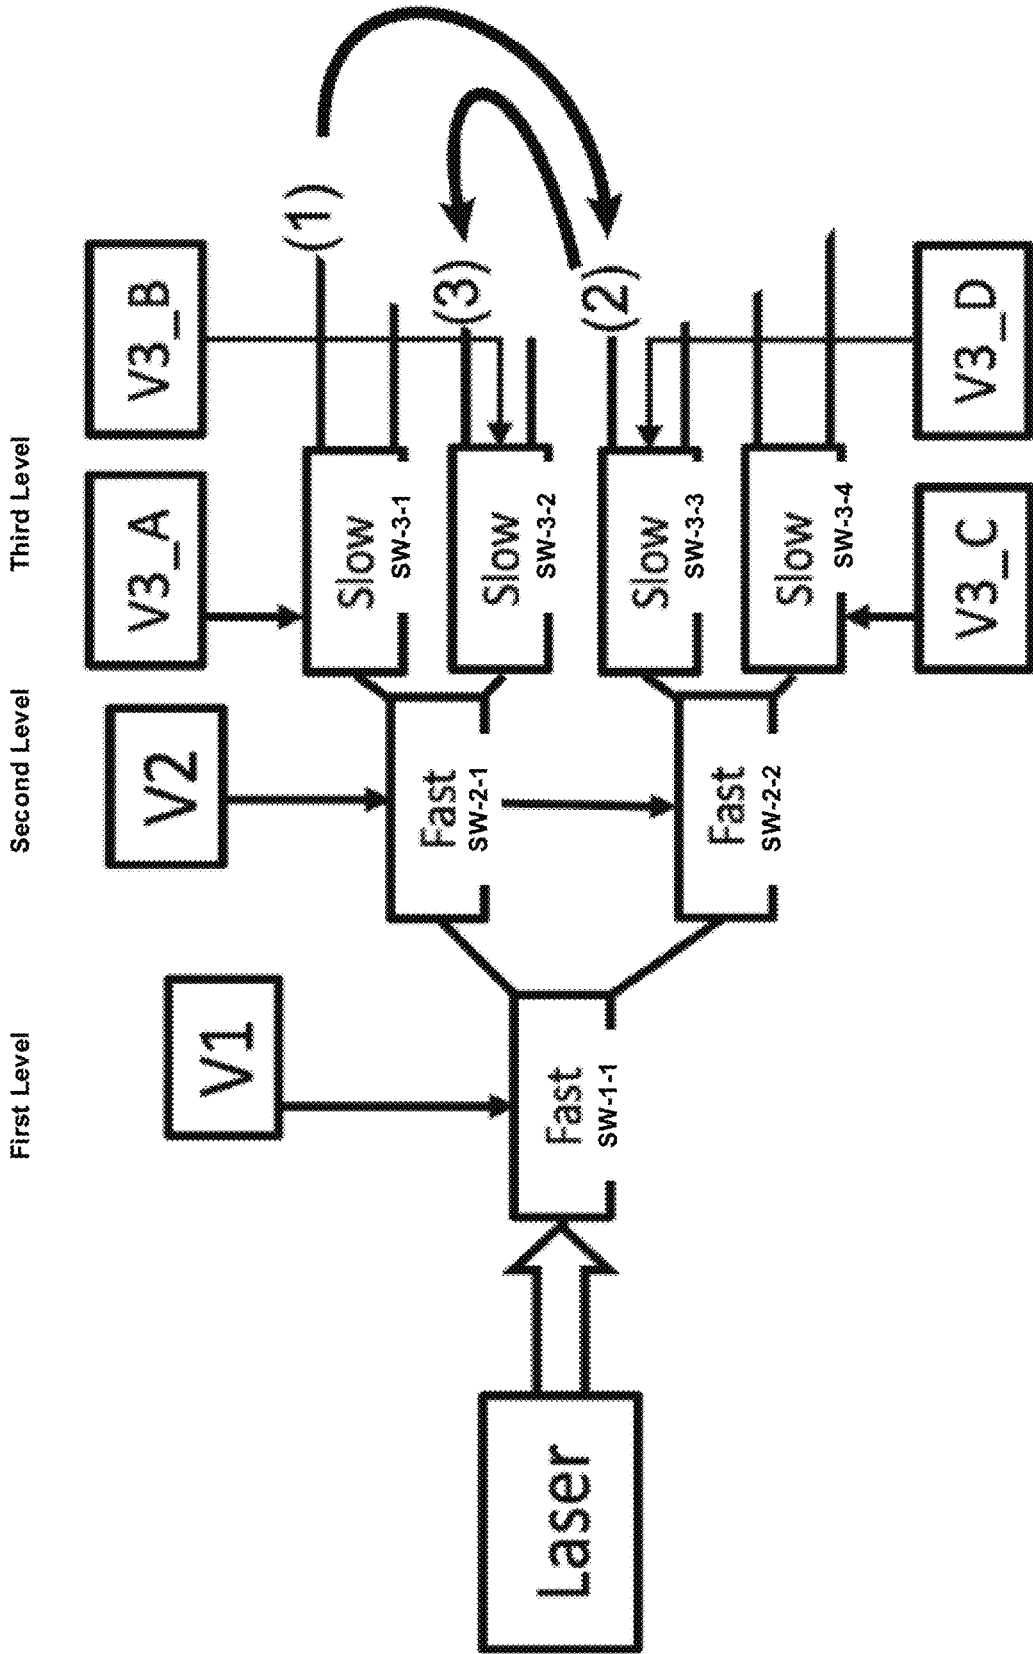 First Level
Second Level
Third Level
V1
V2
V3_A
V3_B
(1)
Slow
SW-3-1
Fast
SW-2-1
(3)
Slow
SW-3-2
Laser
Fast
SW-1-1
(2)
Slow
SW-3-3
Fast
SW-2-2
Slow
SW-3-4
V3_C
V3_D